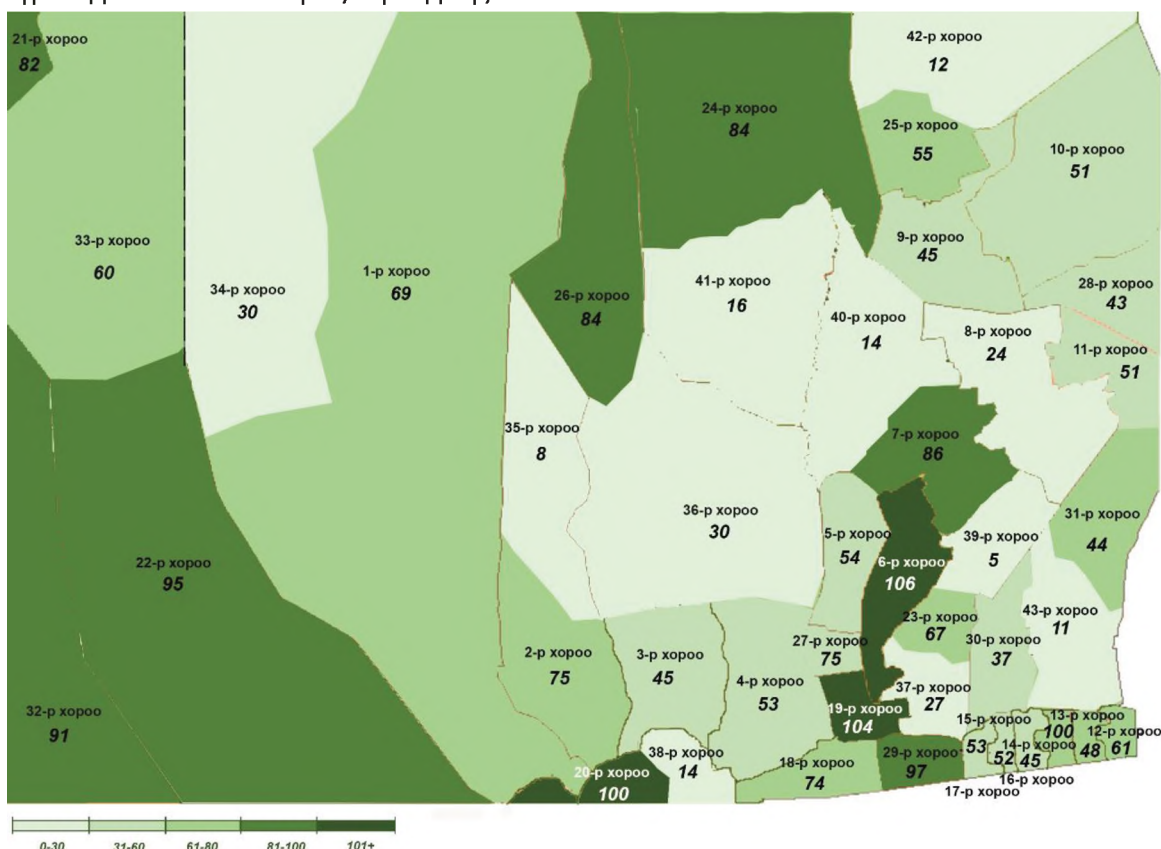 21-р хороо
82
42-р хороо
12
24-р хороо
84
25-р хороо
55
10-р хороо
51
33-р хороо
60
34-р хороо
30
1-р хороо
69
26-р хороо
84
41-р хороо
16
9-р хороо
45
40-р хороо
14
28-р хороо
43
8-р хороо
24
11-р хороо
51
35-р хороо
8
7-р хороо
86
36-р хороо
30
5-р хороо
54
6-р хороо
106
39-р хороо
5
31-р хороо
44
22-р хороо
95
23-р хороо
67
43-р хороо
11
30-р хороо
37
27-р хороо
75
2-р хороо
75
3-р хороо
45
4-р хороо
53
37-р хороо
27
19-р хороо
104
32-р хороо
91
15-р хороо
53
13-р хороо
100
12-р хороо
61
14-р хороо
45
52
48
38-р хороо
14
29-р хороо
97
18-р хороо
74
20-р хороо
100
16-р хороо
17-р хороо
0-30 31-60 61-80 81-100 101+